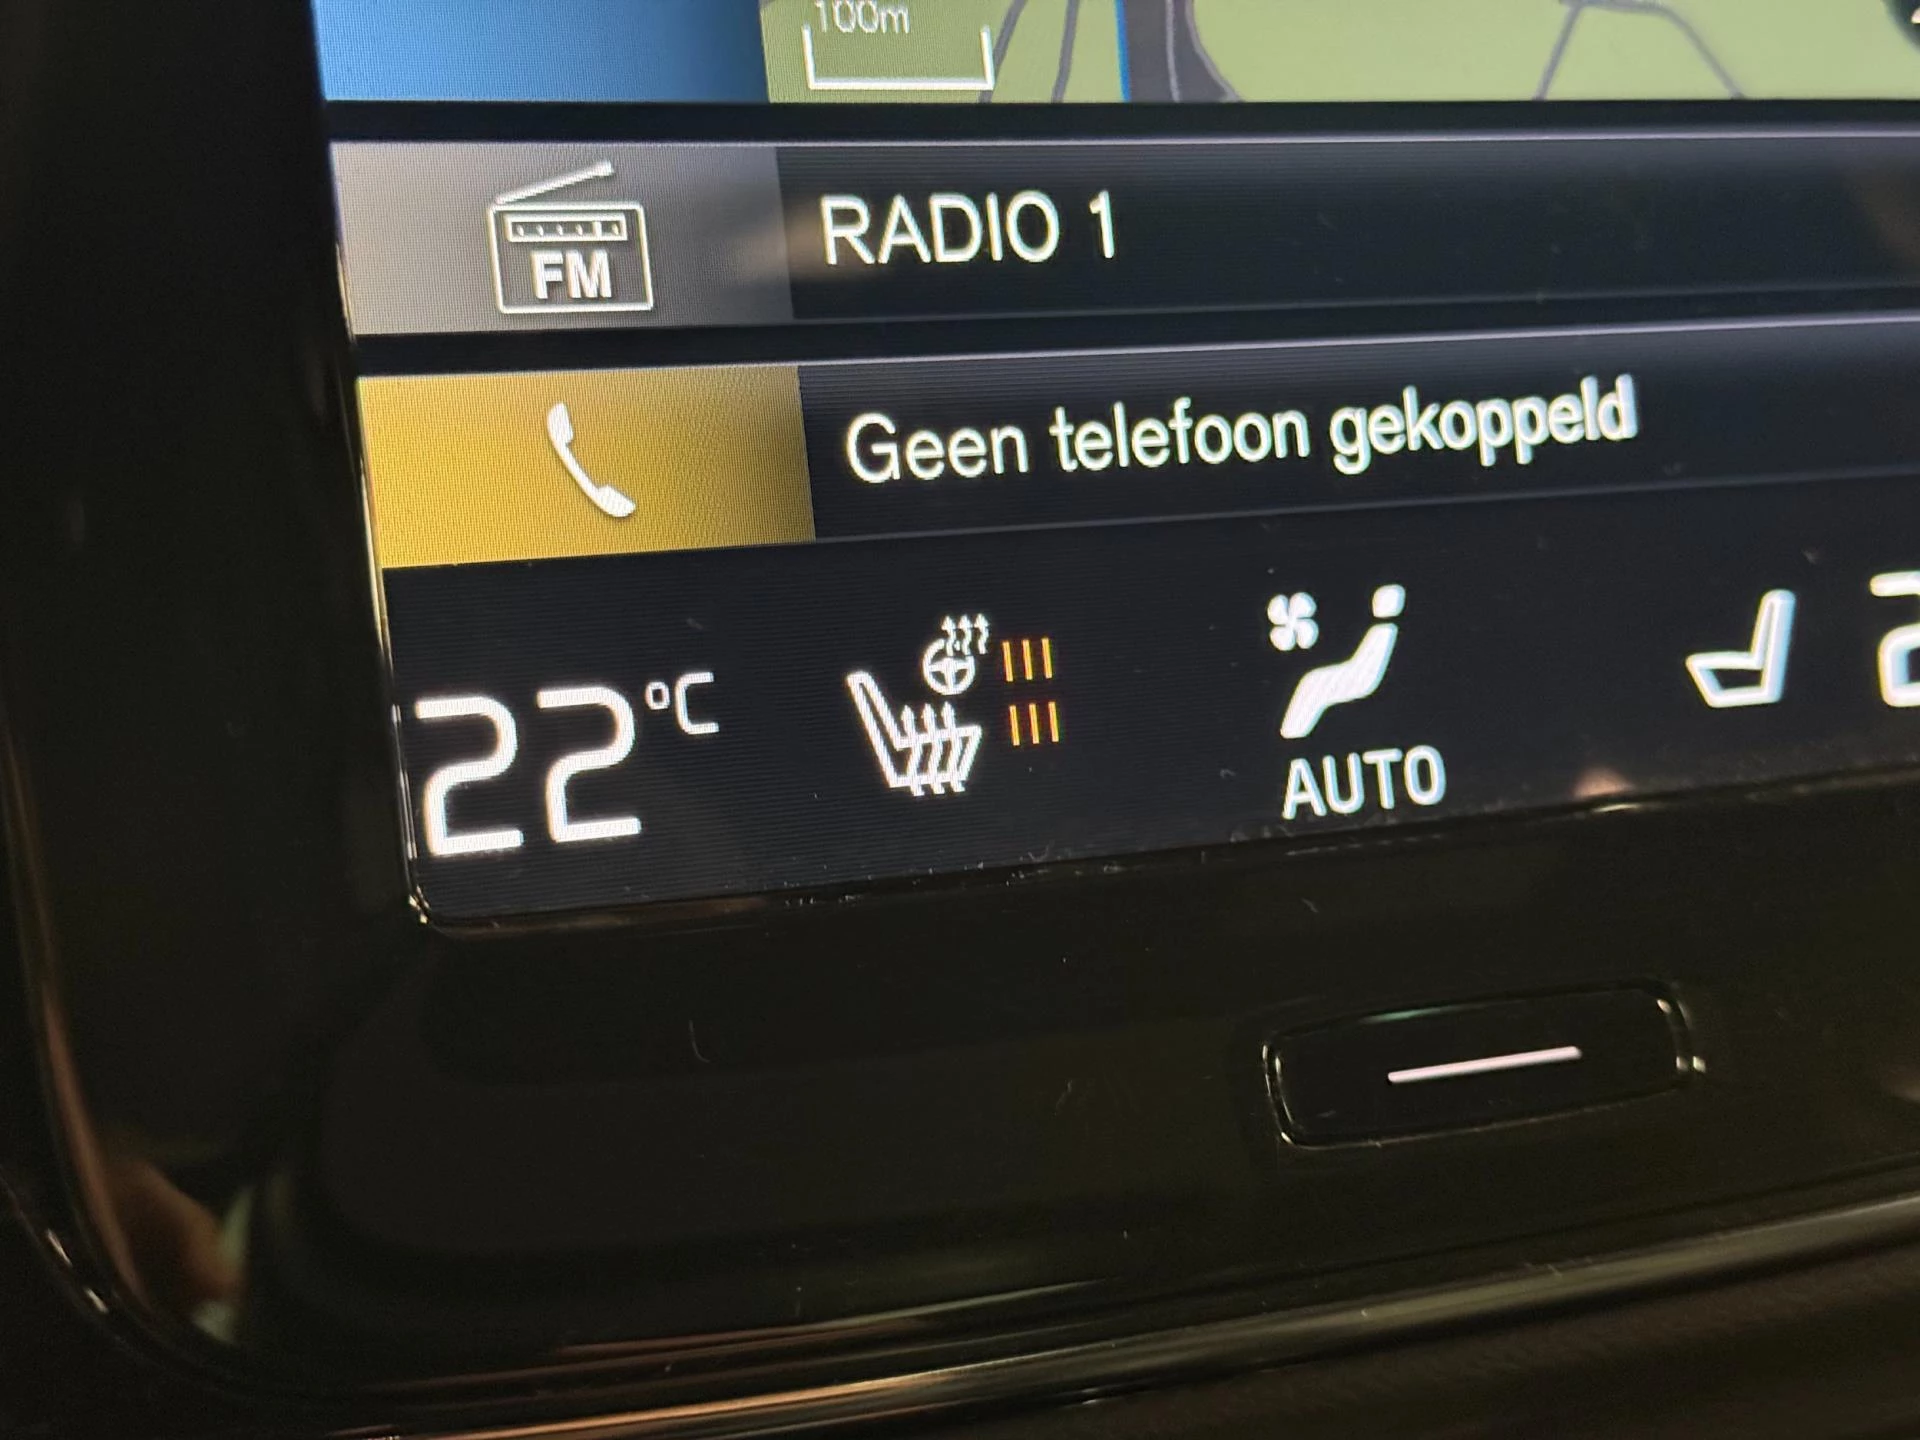 100m
RADIO 1
FM
Geen telefoon gekoppeld
22 °C
AUTO